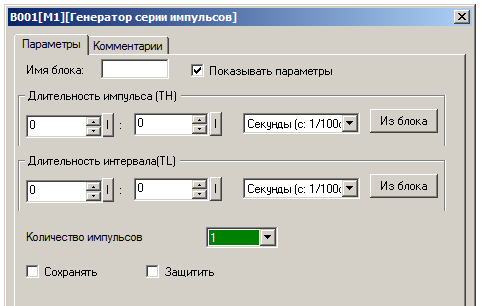 B001[M1][Генератор серии импульсов]
Параметры Комментарии
Имя блока: Показывать параметры
Длительность импульса (TH)
0 : 0 Секунды (с: 1/100с Из блока
Длительность интервала(TL)
0 : 0 Секунды (с: 1/100с Из блока
Количество импульсов 1
Сохранять Защитить